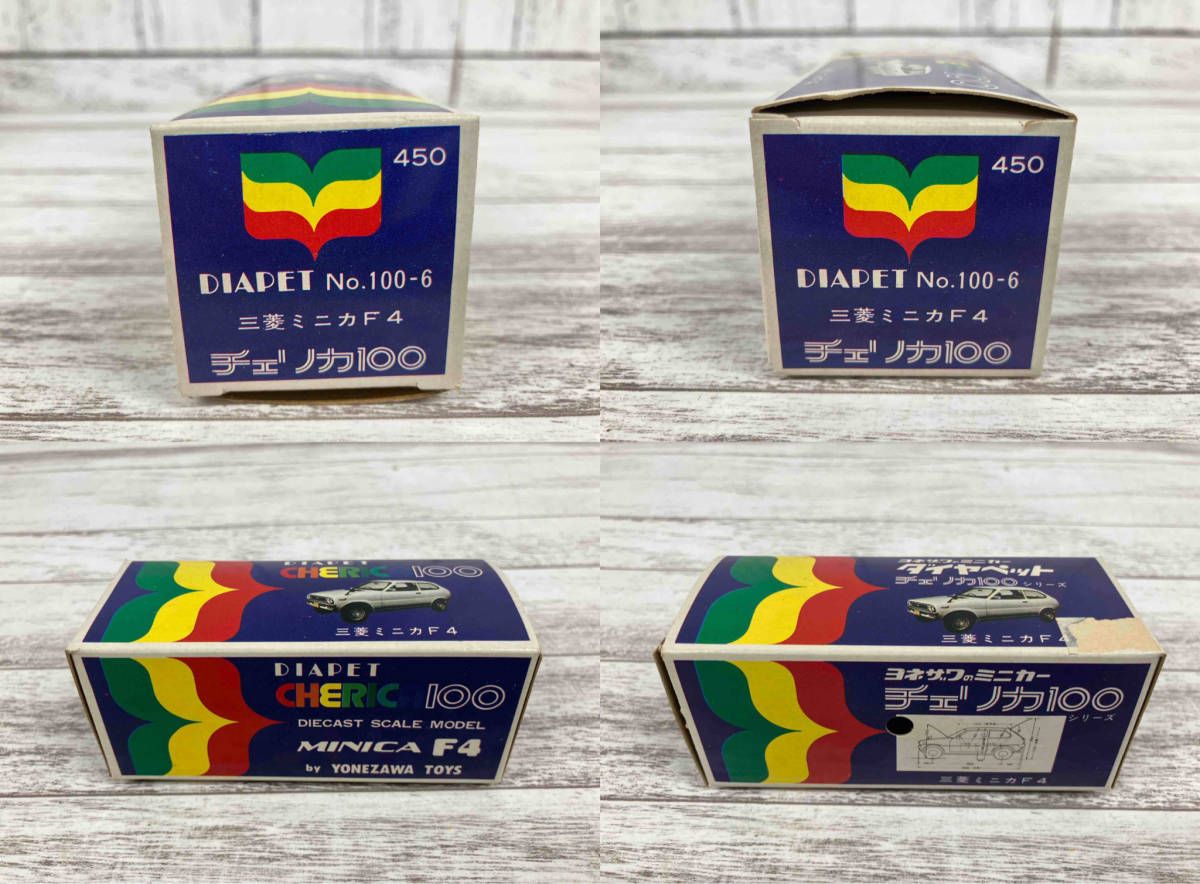 450
DIAPET No.100-6
三菱ミニカF4
チェリカ100
450
DIAPET No.100-6
三菱ミニカF4
チェリカ100
DIAPET
CHERICA 100
三菱ミニカF4
DIAPET
CHERICA 100
DIECAST SCALE MODEL
MINICA F4
by YONEZAWA TOYS
ヨネザワのミニカー
ダイヤペット
チェリカ100シリーズ
三菱ミニカF4
ヨネザワのミニカー
チェリカ100
シリーズ
三菱ミニカF4